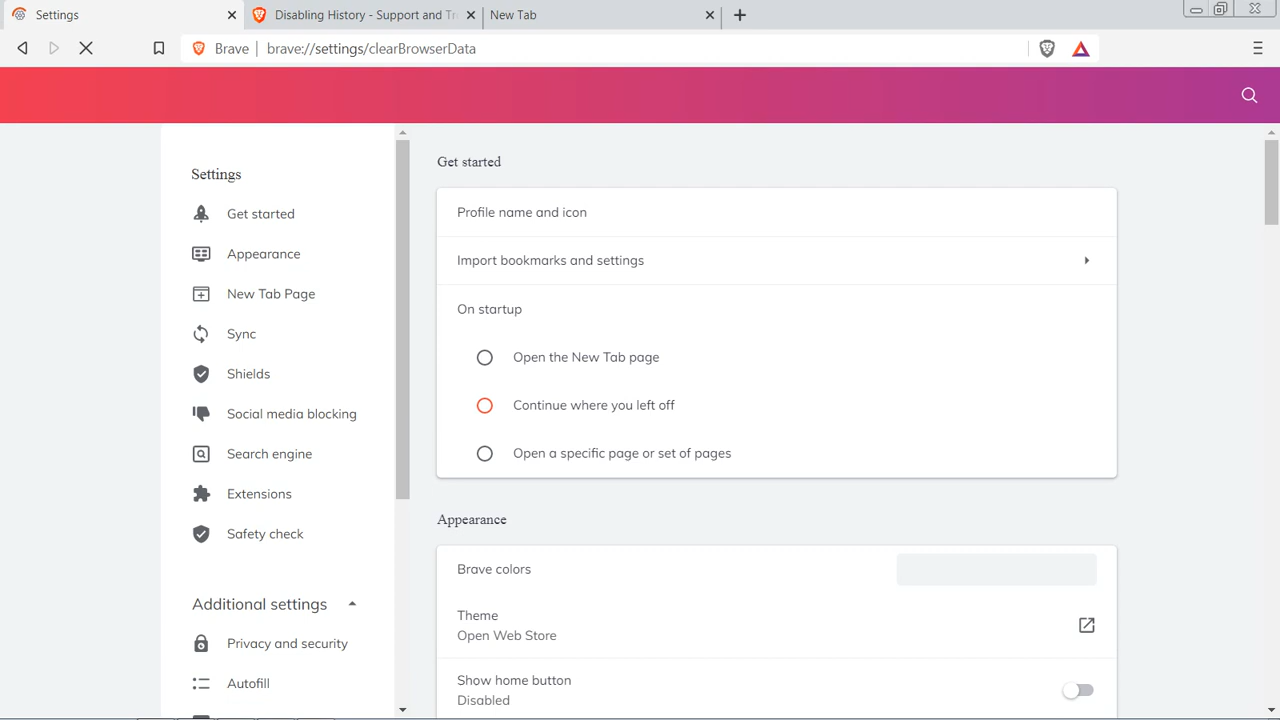 Settings
Disabling History - Support and Tr
New Tab
Brave
brave://settings/clearBrowserData
Settings
Get started
Appearance
New Tab Page
Sync
Shields
Social media blocking
Search engine
Extensions
Safety check
Additional settings
Privacy and security
Autofill
Get started
Profile name and icon
Import bookmarks and settings
On startup
Open the New Tab page
Continue where you left off
Open a specific page or set of pages
Appearance
Brave colors
Theme
Open Web Store
Show home button
Disabled